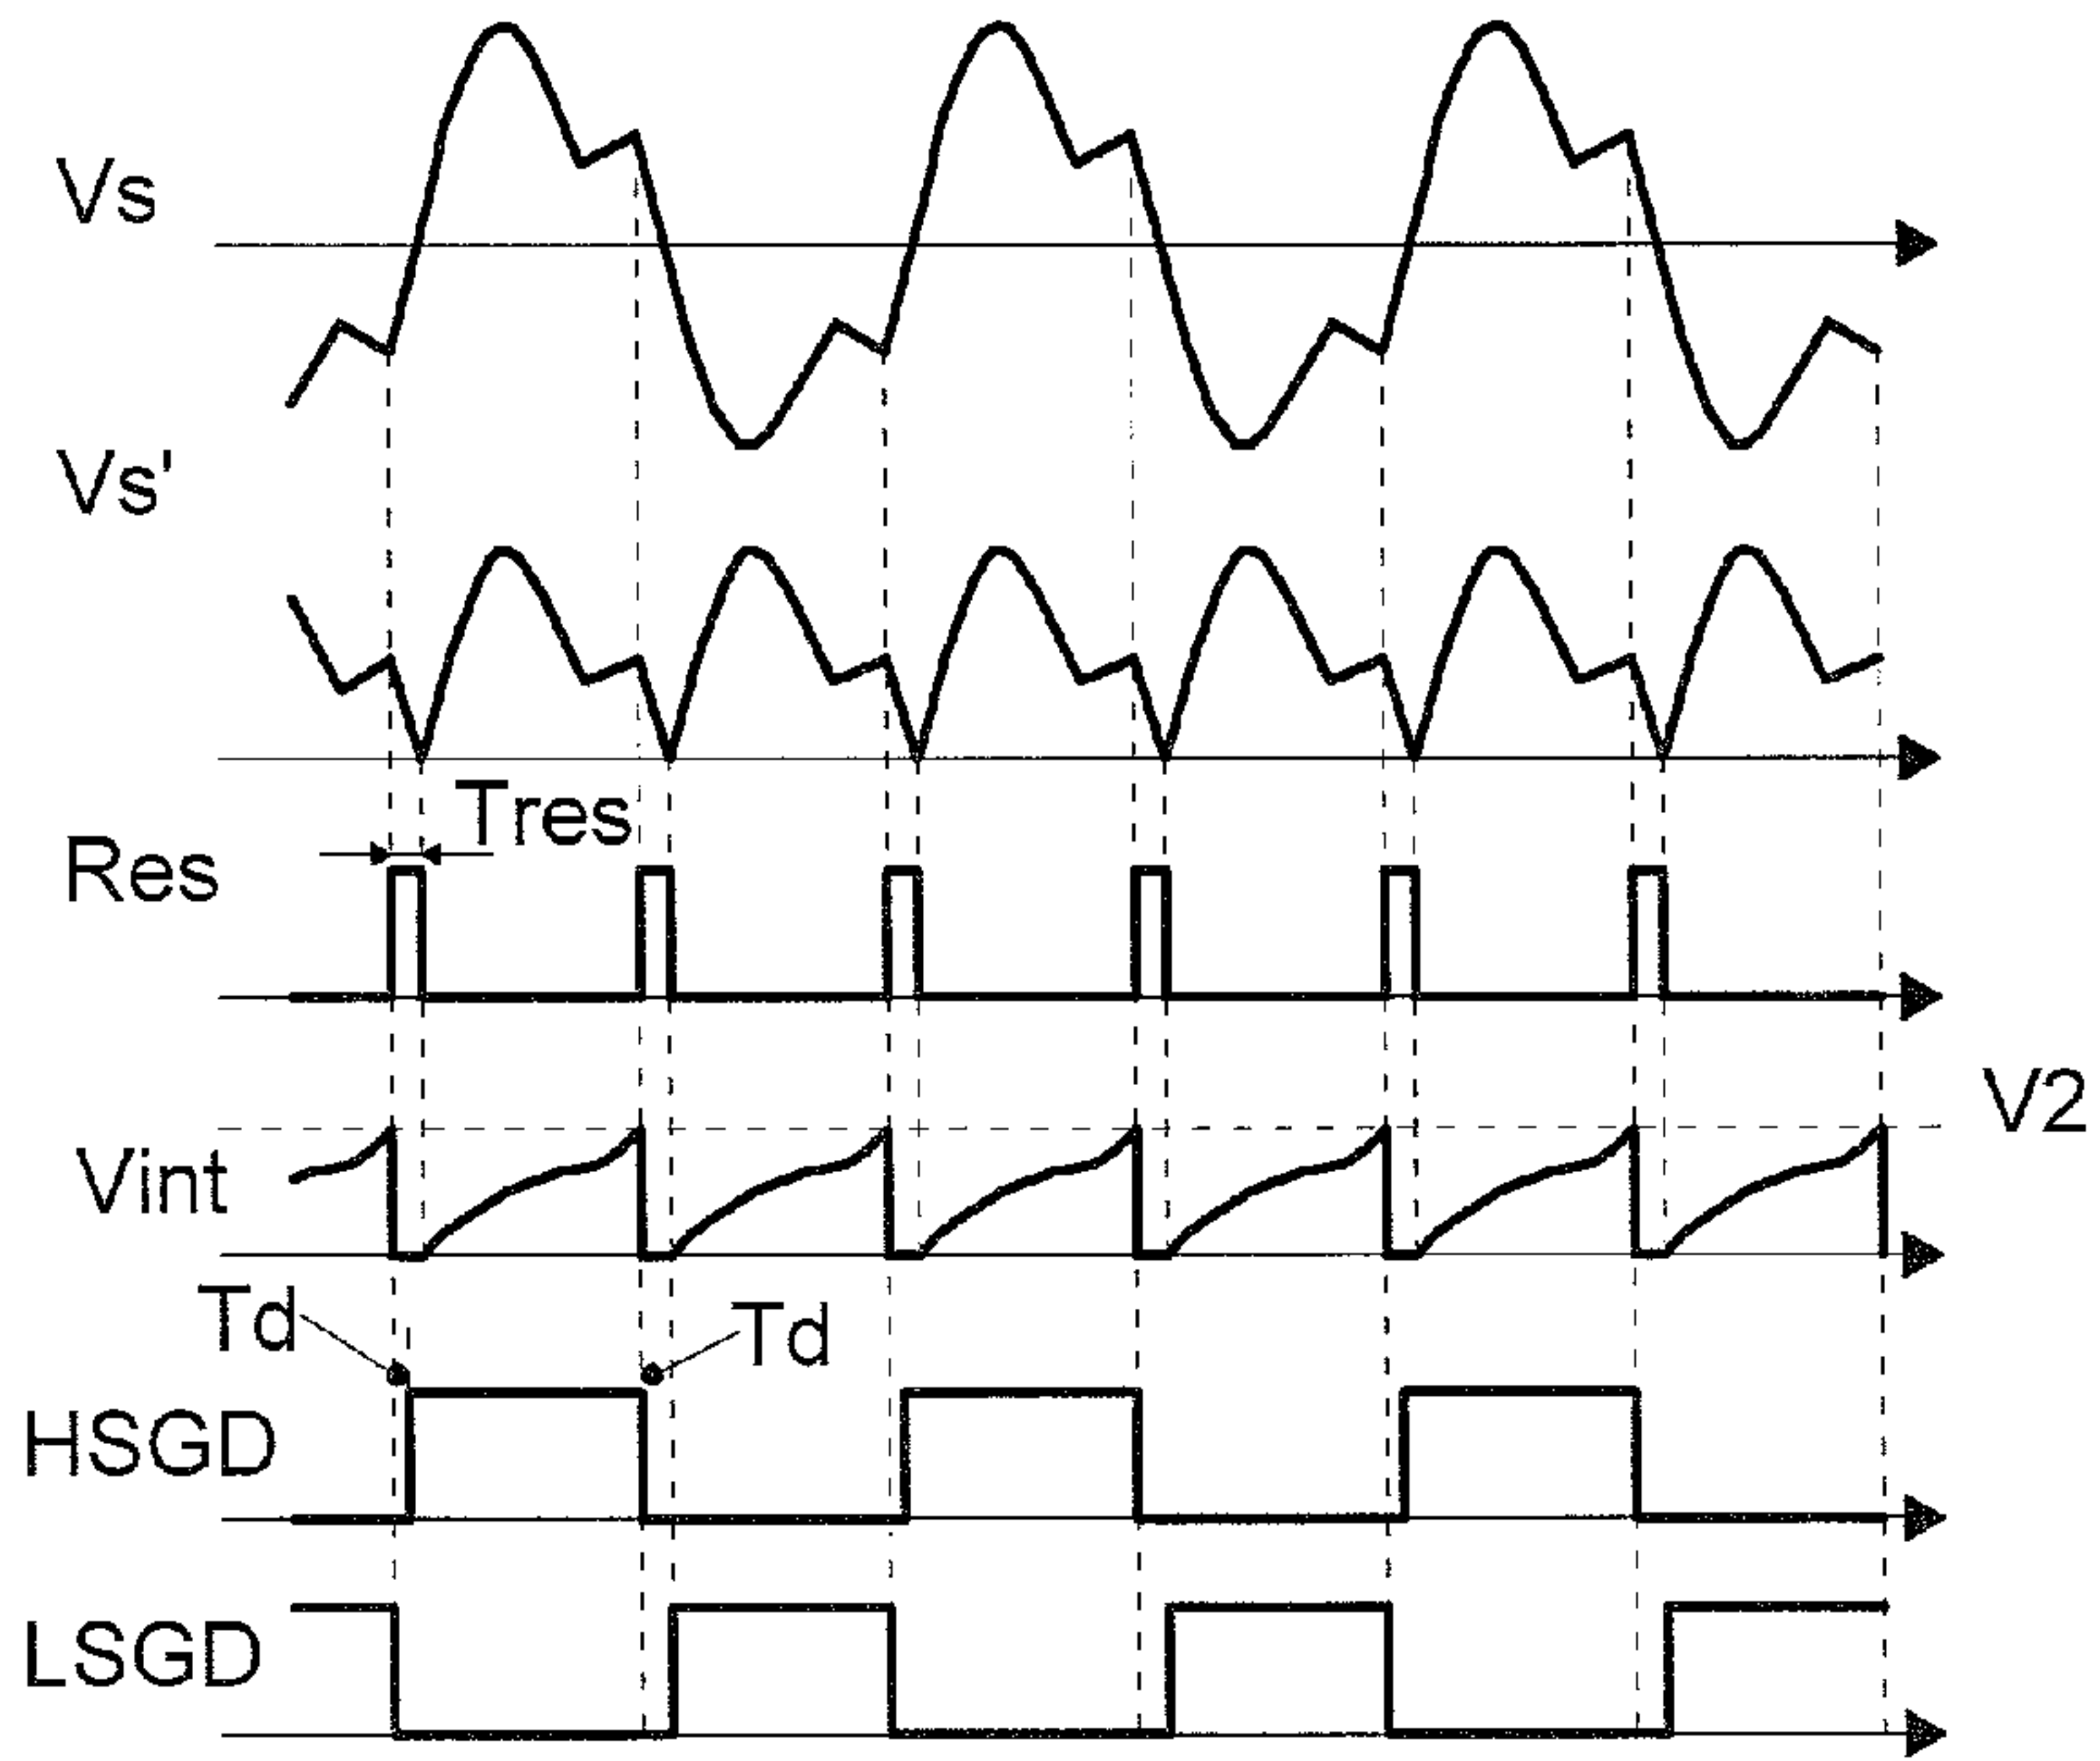 Vs
Vs'
Tres
Res
V2
Vint
Td
Td
HSGD
LSGD